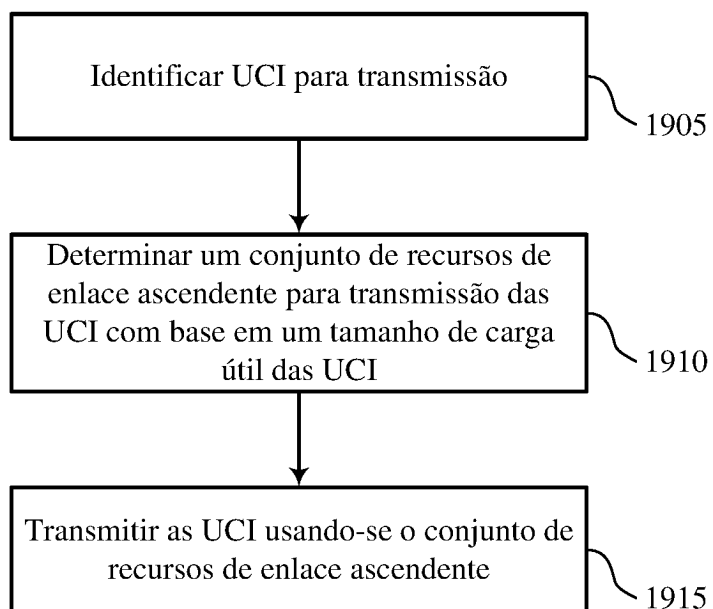 Identificar UCI para transmissão
1905
Determinar um conjunto de recursos de
enlace ascendente para transmissão das
UCI com base em um tamanho de carga
útil das UCI
1910
Transmitir as UCI usando-se o conjunto de
recursos de enlace ascendente
1915